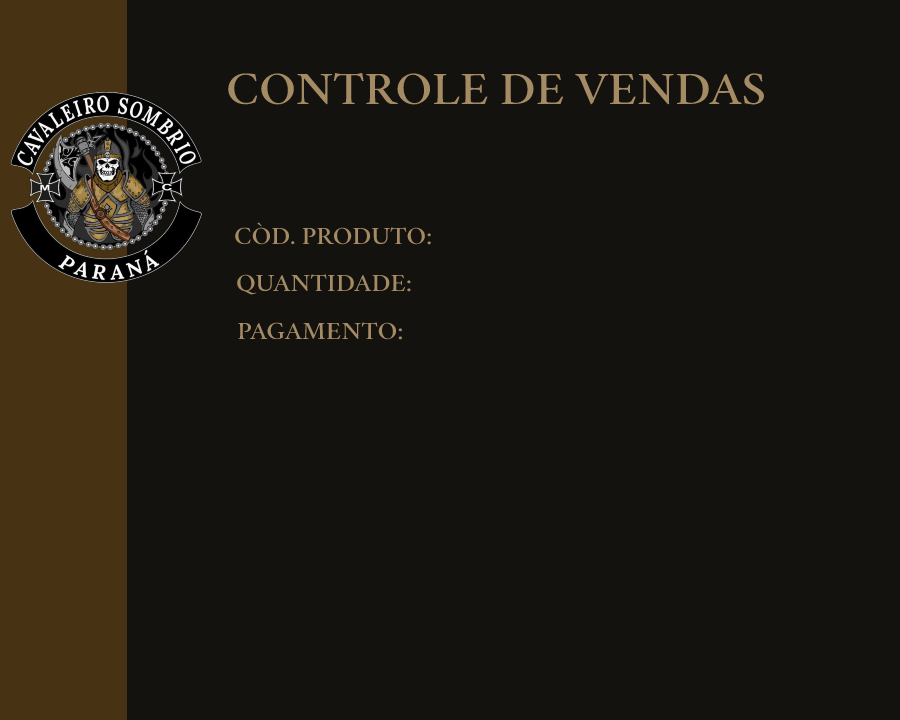 CONTROLE DE VENDAS
CAVALEIRO SOMBRIO
M C
PARANÁ
CÒD. PRODUTO:
QUANTIDADE:
PAGAMENTO: